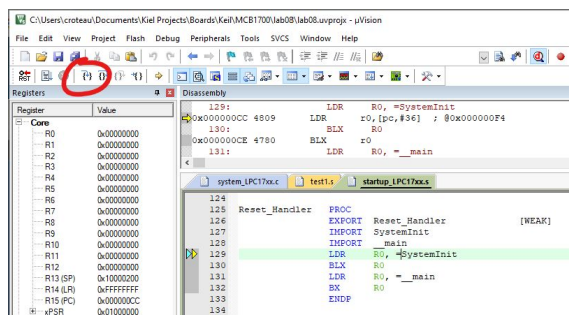 C:\Users\croteau\Documents\Kiel Projects\Boards\Keil\MCB1700\lab08\lab08.uvprojx - µVision
File Edit View Project Flash Debug Peripherals Tools SVCS Window Help
RST
Registers
Register Value
Core
R0 0x00000000
R1 0x00000000
R2 0x00000000
R3 0x00000000
R4 0x00000000
R5 0x00000000
R6 0x00000000
R7 0x00000000
R8 0x00000000
R9 0x00000000
R10 0x00000000
R11 0x00000000
R12 0x00000000
R13 (SP) 0x10000200
R14 (LR) 0xFFFFFFFF
R15 (PC) 0x000000CC
xPSR 0x01000000
Disassembly
129: LDR R0, =SystemInit
0x000000CC 4809 LDR r0,[pc,#36] ; @0x000000F4
130: BLX R0
0x000000CE 4780 BLX r0
131: LDR R0, =__main
system_LPC17xx.c test1.s startup_LPC17xx.s
124
125 Reset_Handler PROC
126 EXPORT Reset_Handler [WEAK]
127 IMPORT SystemInit
128 IMPORT __main
129 LDR R0, =SystemInit
130 BLX R0
131 LDR R0, =__main
132 BX R0
133 ENDP
134